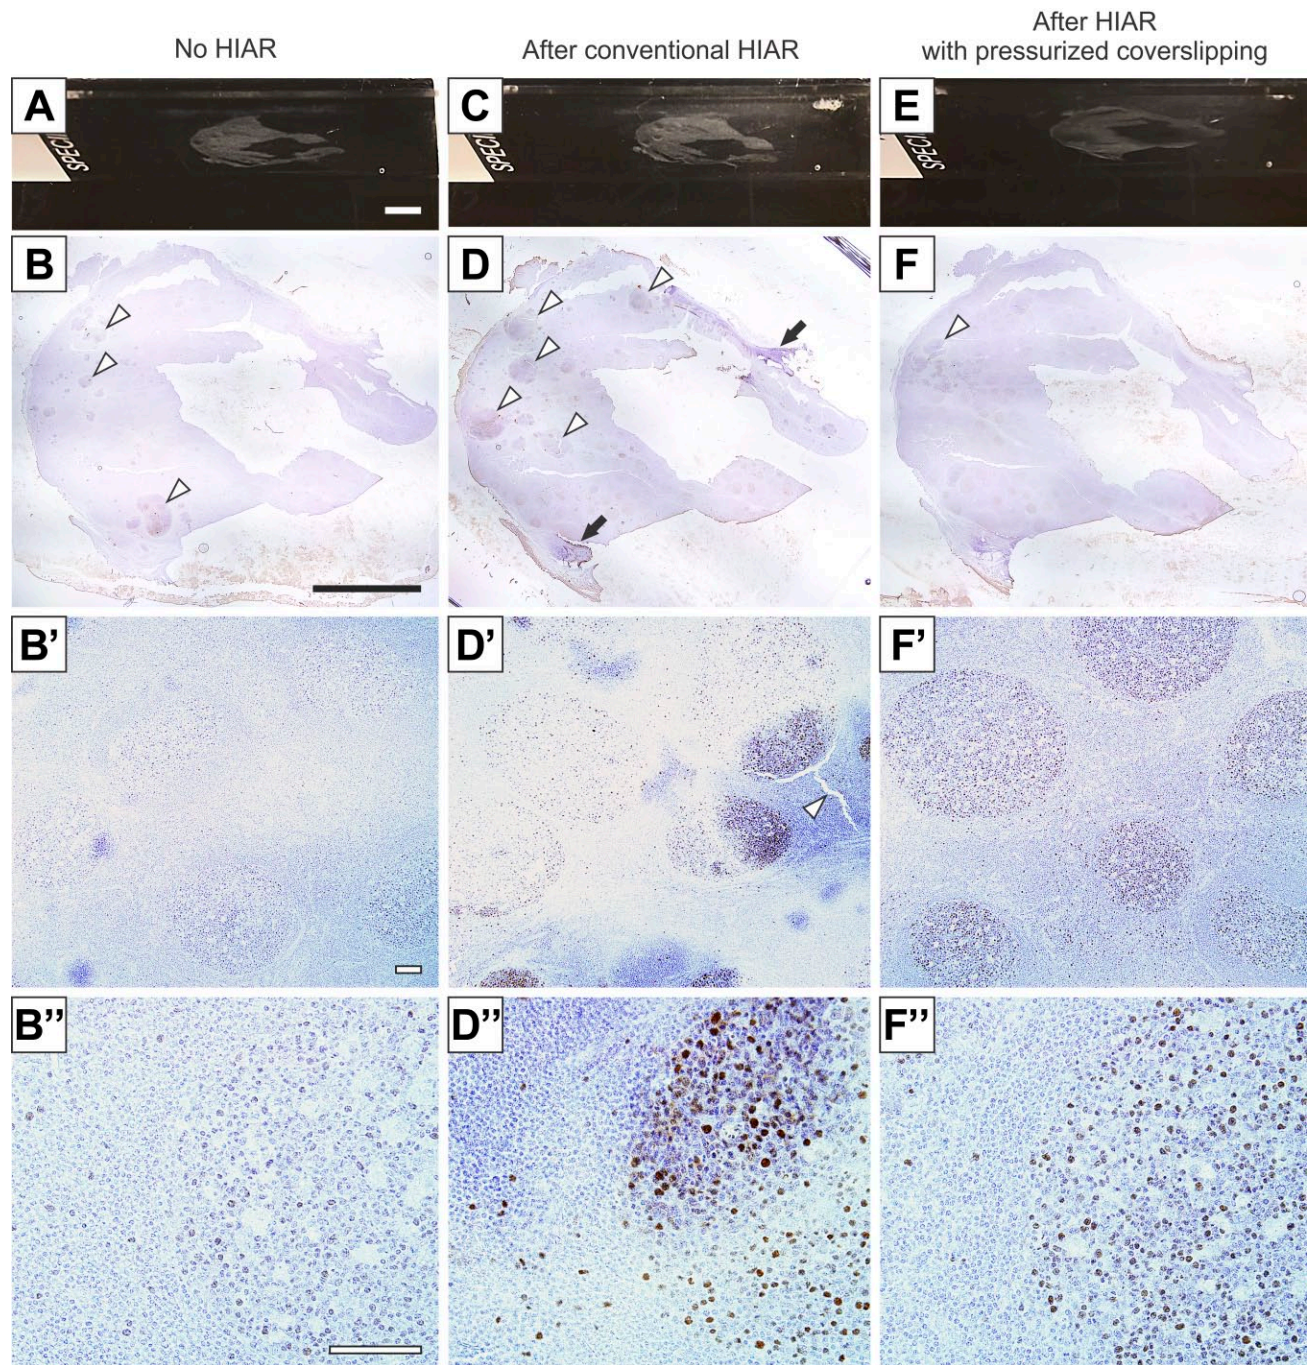 No HIAR
After conventional HIAR
After HIAR
with pressurized coverslipping
A
SPECI
C
SPECI
E
SPECI
B
D
F
B’
D’
F’
B’’
D’’
F’’